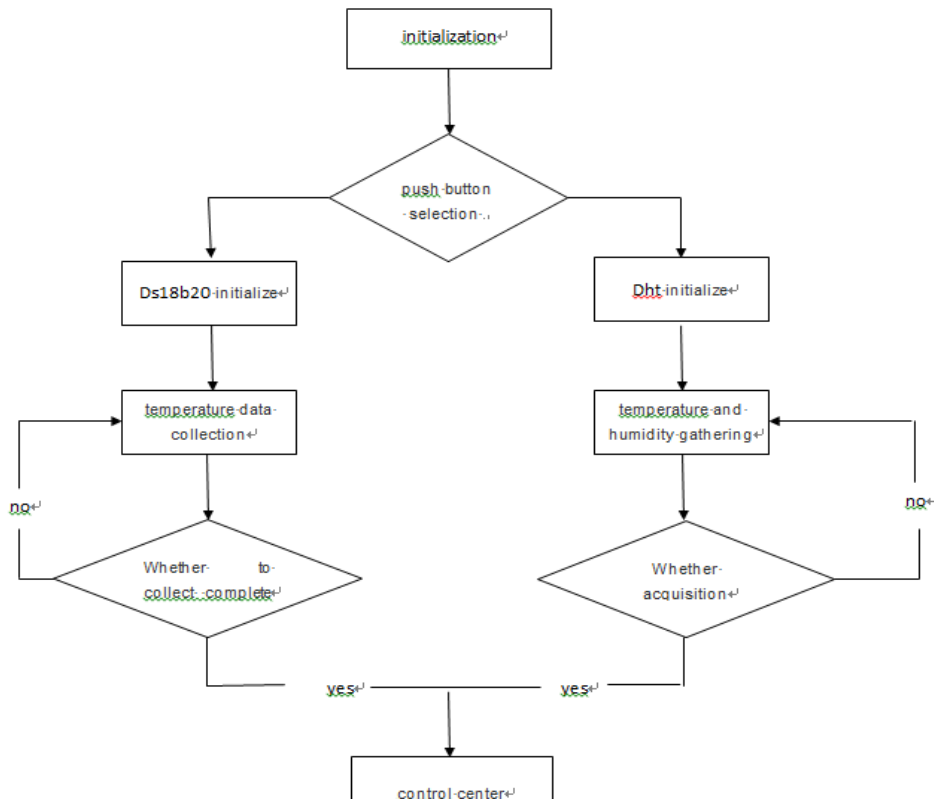 initialization
push button
selection
Ds18b20 initialize
Dht initialize
temperature data
collection
temperature and
humidity gathering
no
no
Whether to
collect complete
Whether
acquisition
yes
yes
control center